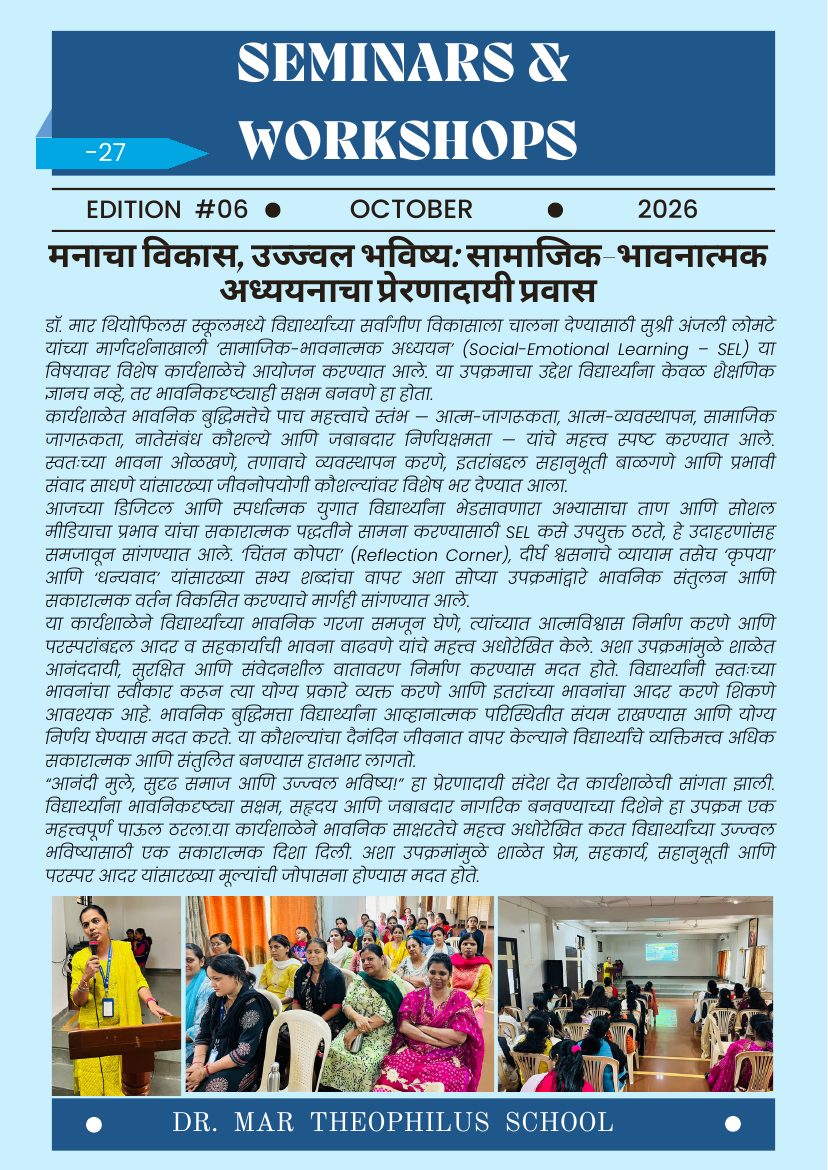 SEMINARS &
WORKSHOPS
-27
EDITION #06 ● OCTOBER ● 2026
मनाचा विकास, उज्ज्वल भविष्य: सामाजिक-भावनात्मक
अध्ययनाचा प्रेरणादायी प्रवास
डॉ. मार थियोफिलस स्कूलमध्ये विद्यार्थ्यांच्या सर्वांगीण विकासाला चालना देण्यासाठी सुश्री अंजली लोमटे
यांच्या मार्गदर्शनाखाली ‘सामाजिक-भावनात्मक अध्ययन’ (Social-Emotional Learning – SEL) या
विषयावर विशेष कार्यशाळेचे आयोजन करण्यात आले. या उपक्रमाचा उद्देश विद्यार्थ्यांना केवळ शैक्षणिक
ज्ञानच नव्हे, तर भावनिकदृष्ट्याही सक्षम बनवणे हा होता.
कार्यशाळेत भावनिक बुद्धिमत्तेचे पाच महत्त्वाचे स्तंभ — आत्म-जागरूकता, आत्म-व्यवस्थापन, सामाजिक
जागरूकता, नातेसंबंध कौशल्ये आणि जबाबदार निर्णयक्षमता — यांचे महत्त्व स्पष्ट करण्यात आले.
स्वतःच्या भावना ओळखणे, तणावाचे व्यवस्थापन करणे, इतरांबद्दल सहानुभूती बाळगणे आणि प्रभावी
संवाद साधणे यांसारख्या जीवनोपयोगी कौशल्यांवर विशेष भर देण्यात आला.
आजच्या डिजिटल आणि स्पर्धात्मक युगात विद्यार्थ्यांना भेडसावणारा अभ्यासाचा ताण आणि सोशल
मीडियाचा प्रभाव यांचा सकारात्मक पद्धतीने सामना करण्यासाठी SEL कसे उपयुक्त ठरते, हे उदाहरणांसह
समजावून सांगण्यात आले. ‘चिंतन कोपरा’ (Reflection Corner), दीर्घ श्वसनाचे व्यायाम तसेच ‘कृपया’
आणि ‘धन्यवाद’ यांसारख्या सभ्य शब्दांचा वापर अशा सोप्या उपक्रमांद्वारे भावनिक संतुलन आणि
सकारात्मक वर्तन विकसित करण्याचे मार्गही सांगण्यात आले.
या कार्यशाळेने विद्यार्थ्यांच्या भावनिक गरजा समजून घेणे, त्यांच्यात आत्मविश्वास निर्माण करणे आणि
परस्परांबद्दल आदर व सहकार्याची भावना वाढवणे यांचे महत्त्व अधोरेखित केले. अशा उपक्रमांमुळे शाळेत
आनंददायी, सुरक्षित आणि संवेदनशील वातावरण निर्माण करण्यास मदत होते. विद्यार्थ्यांनी स्वतःच्या
भावनांचा स्वीकार करून त्या योग्य प्रकारे व्यक्त करणे आणि इतरांच्या भावनांचा आदर करणे शिकणे
आवश्यक आहे. भावनिक बुद्धिमत्ता विद्यार्थ्यांना आव्हानात्मक परिस्थितीत संयम राखण्यास आणि योग्य
निर्णय घेण्यास मदत करते. या कौशल्यांचा दैनंदिन जीवनात वापर केल्याने विद्यार्थ्यांचे व्यक्तिमत्त्व अधिक
सकारात्मक आणि संतुलित बनण्यास हातभार लागतो.
“आनंदी मुले, सुदृढ समाज आणि उज्ज्वल भविष्य!” हा प्रेरणादायी संदेश देत कार्यशाळेची सांगता झाली.
विद्यार्थ्यांना भावनिकदृष्ट्या सक्षम, सहृदय आणि जबाबदार नागरिक बनवण्याच्या दिशेने हा उपक्रम एक
महत्त्वपूर्ण पाऊल ठरला.या कार्यशाळेने भावनिक साक्षरतेचे महत्त्व अधोरेखित करत विद्यार्थ्यांच्या उज्ज्वल
भविष्यासाठी एक सकारात्मक दिशा दिली. अशा उपक्रमांमुळे शाळेत प्रेम, सहकार्य, सहानुभूती आणि
परस्पर आदर यांसारख्या मूल्यांची जोपासना होण्यास मदत होते.
DR. MAR THEOPHILUS SCHOOL